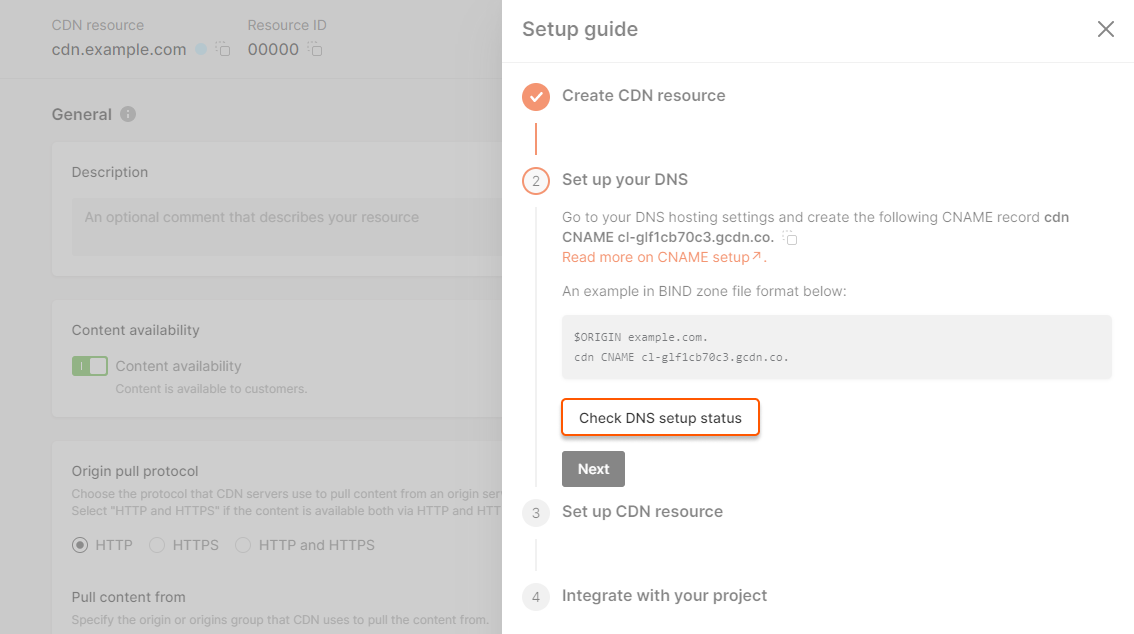 CDN resource
Resource ID
cdn.example.com
00000
General
Description
An optional comment that describes your resource
Content availability
Content availability
Content is available to customers.
Origin pull protocol
Choose the protocol that CDN servers use to pull content from an origin ser
Select "HTTP and HTTPS" if the content is available both via HTTP and HTT
HTTP
HTTPS
HTTP and HTTPS
Pull content from
Specify the origin or origins group that CDN uses to pull the content from.
Setup guide
Create CDN resource
2
Set up your DNS
Go to your DNS hosting settings and create the following CNAME record cdn
CNAME cl-glf1cb70c3.gcdn.co.
Read more on CNAME setup↗.
An example in BIND zone file format below:
$ORIGIN example.com.
cdn CNAME cl-glf1cb70c3.gcdn.co.
Check DNS setup status
Next
3
Set up CDN resource
4
Integrate with your project